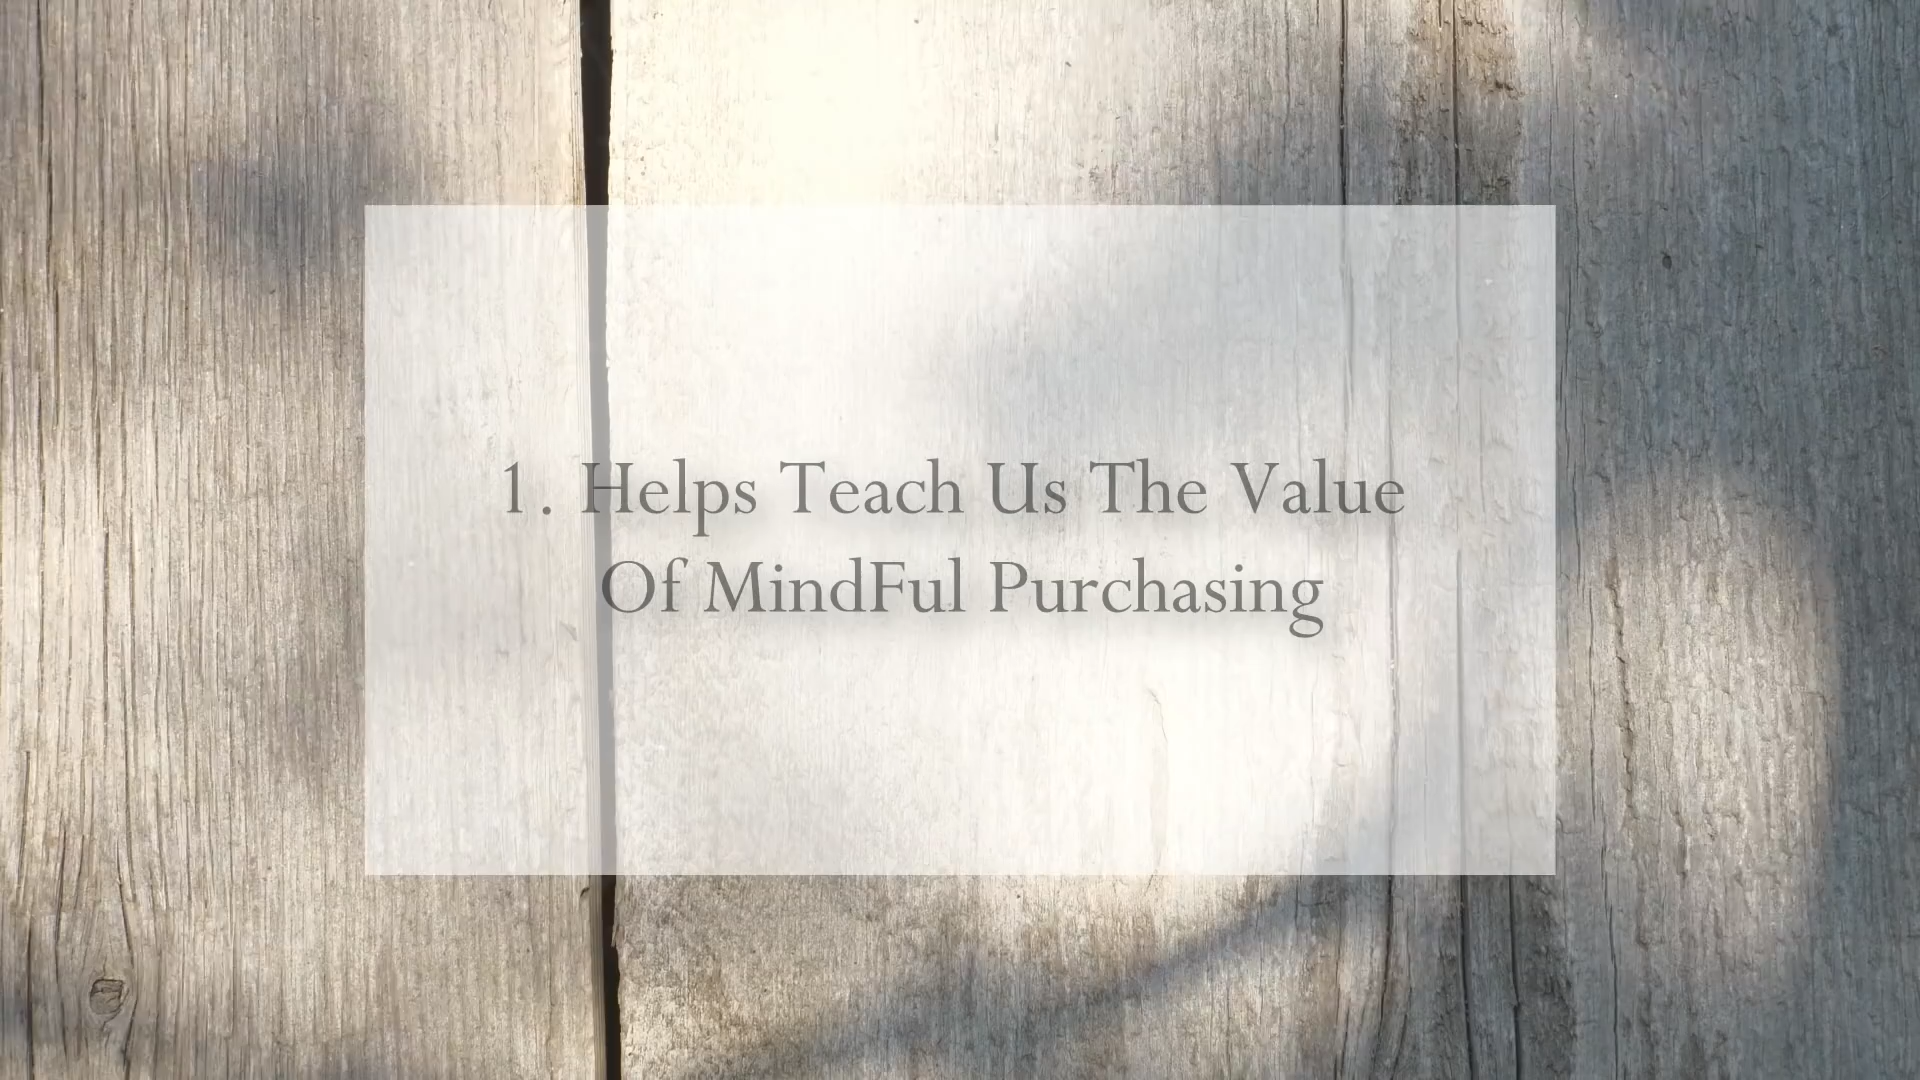 1. Helps Teach Us The Value
Of MindFul Purchasing